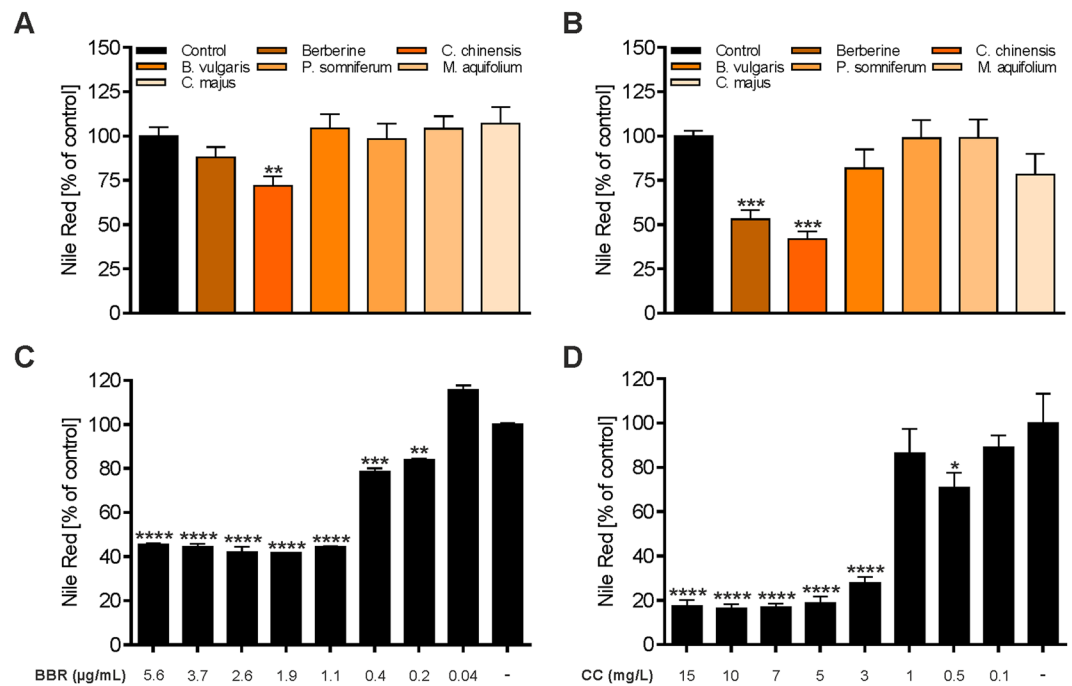 A
Nile Red [% of control]
150
125
100
75
50
25
0
Control Berberine C. chinensis
B. vulgaris P. somniferum M. aquifolium
C. majus
**
B
Nile Red [% of control]
150
125
100
75
50
25
0
Control Berberine C. chinensis
B. vulgaris P. somniferum M. aquifolium
C. majus
***
***
C
Nile Red [% of control]
120
100
80
60
40
20
0
**** **** **** **** **** *** **
BBR (µg/mL) 5.6 3.7 2.6 1.9 1.1 0.4 0.2 0.04 -
D
Nile Red [% of control]
120
100
80
60
40
20
0
**** **** **** **** **** *
CC (mg/L) 15 10 7 5 3 1 0.5 0.1 -